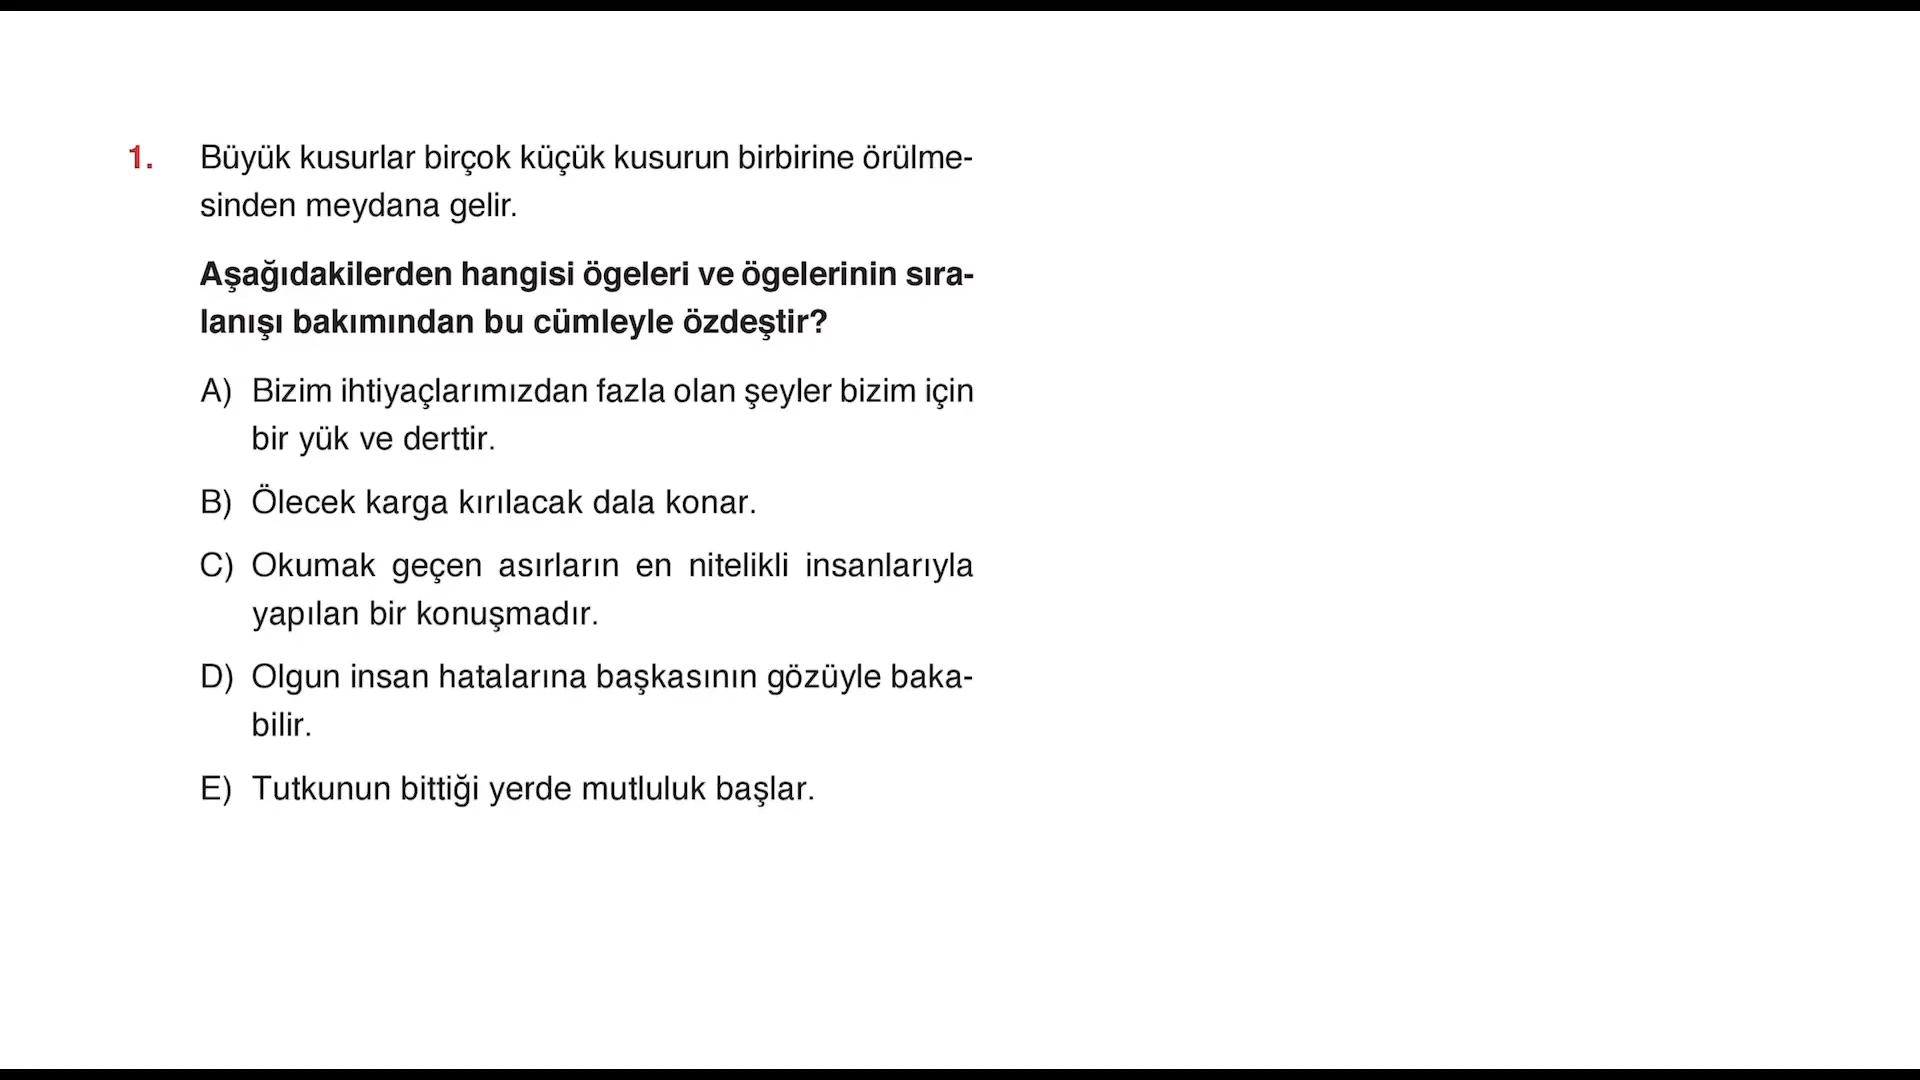 1. Büyük kusurlar birçok küçük kusurun birbirine örülme-
sinden meydana gelir.
Aşağıdakilerden hangisi ögeleri ve ögelerinin sıra-
lanışı bakımından bu cümleyle özdeştir?
A) Bizim ihtiyaçlarımızdan fazla olan şeyler bizim için
bir yük ve derttir.
B) Ölecek karga kırılacak dala konar.
C) Okumak geçen asırların en nitelikli insanlarıyla
yapılan bir konuşmadır.
D) Olgun insan hatalarına başkasının gözüyle baka-
bilir.
E) Tutkunun bittiği yerde mutluluk başlar.